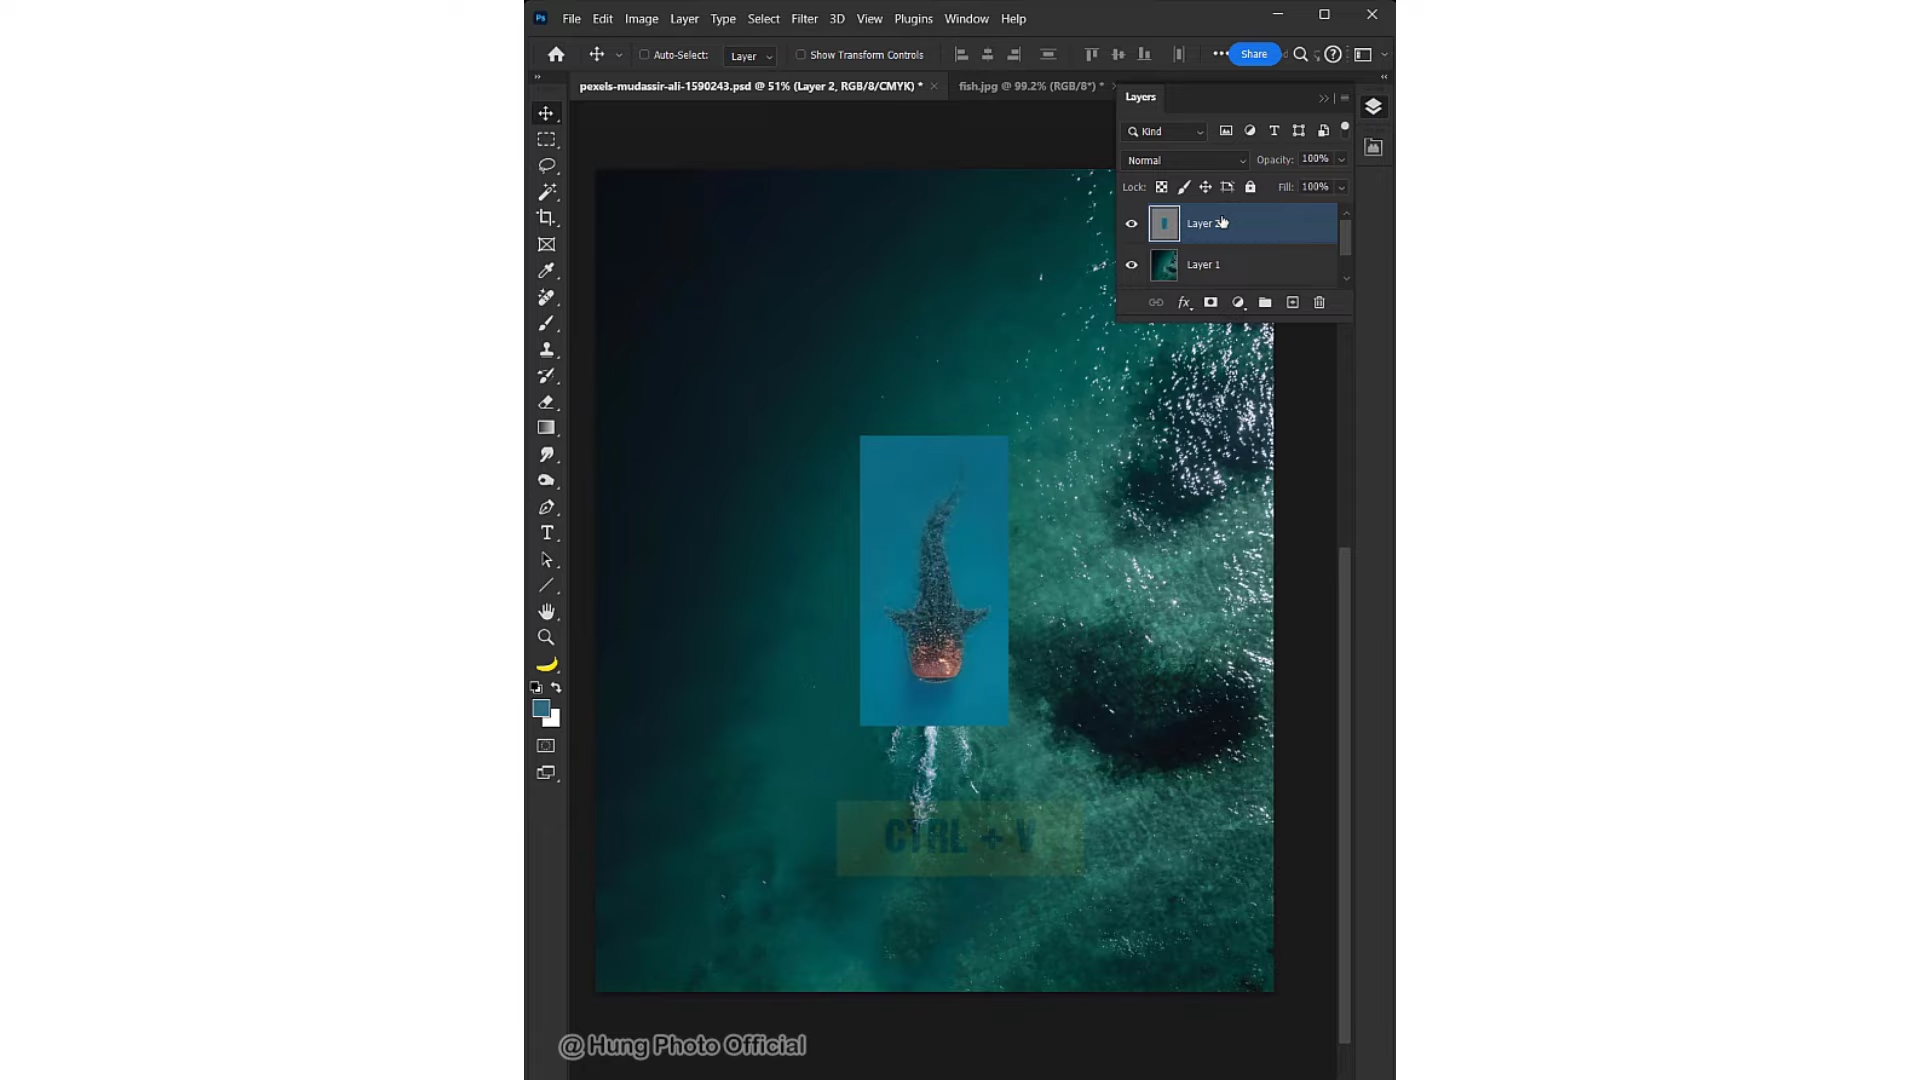 Ps File Edit Image Layer Type Select Filter 3D View Plugins Window Help
Auto-Select: Layer Show Transform Controls Share
pexels-mudassir-ali-1590243.psd @ 51% (Layer 2, RGB/8/CMYK) * fish.jpg @ 99.2% (RGB/8*) *
Layers
Kind
Normal Opacity: 100%
Lock: Fill: 100%
Layer 2
Layer 1
CTRL + V
@ Hung Photo Official